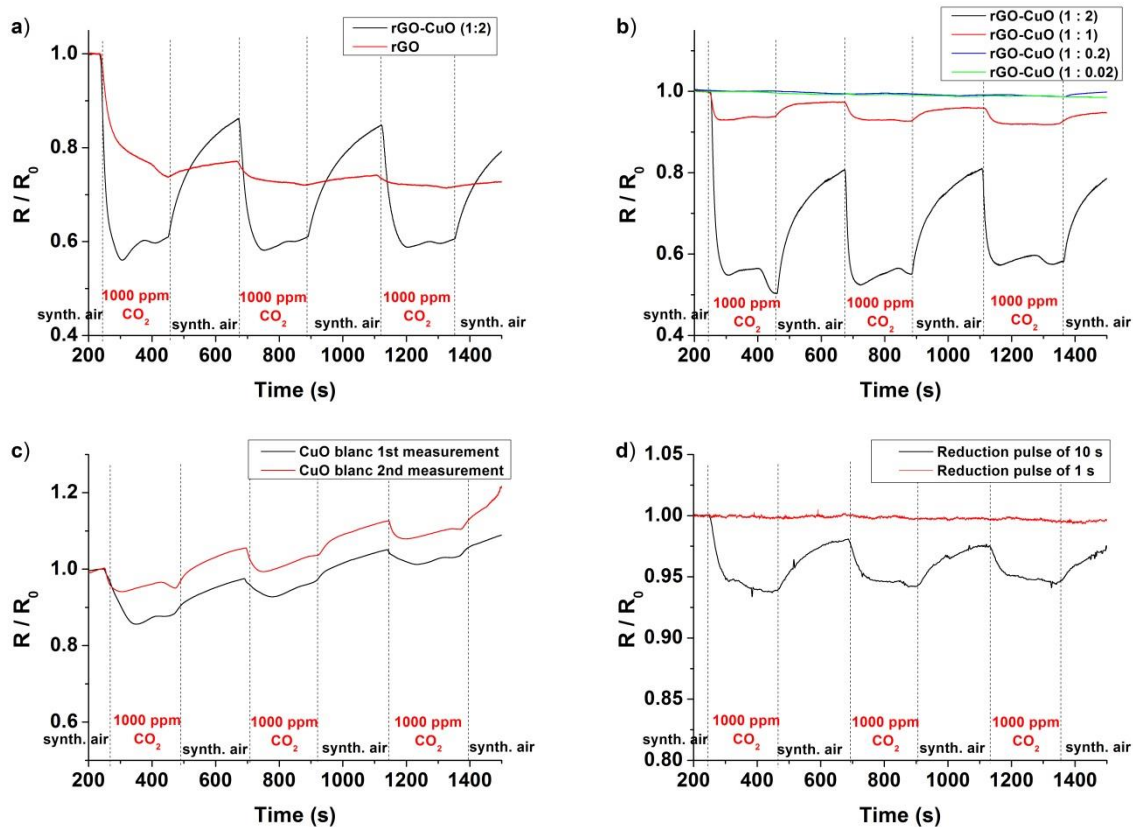 a)
rGO-CuO (1:2)
rGO
1.0
0.8
0.6
0.4
R / R0
1000 ppm CO2
1000 ppm CO2
1000 ppm CO2
synth. air
synth. air
synth. air
synth. air
200 400 600 800 1000 1200 1400
Time (s)
b)
rGO-CuO (1 : 2)
rGO-CuO (1 : 1)
rGO-CuO (1 : 0.2)
rGO-CuO (1 : 0.02)
1.0
0.8
0.6
0.4
R / R0
1000 ppm CO2
1000 ppm CO2
1000 ppm CO2
synth. air
synth. air
synth. air
synth. air
200 400 600 800 1000 1200 1400
Time (s)
c)
CuO blanc 1st measurement
CuO blanc 2nd measurement
1.2
1.0
0.8
0.6
R / R0
1000 ppm CO2
1000 ppm CO2
1000 ppm CO2
synth. air
synth. air
synth. air
synth. air
200 400 600 800 1000 1200 1400
Time (s)
d)
Reduction pulse of 10 s
Reduction pulse of 1 s
1.05
1.00
0.95
0.90
0.85
0.80
R / R0
1000 ppm CO2
1000 ppm CO2
1000 ppm CO2
synth. air
synth. air
synth. air
synth. air
200 400 600 800 1000 1200 1400
Time (s)